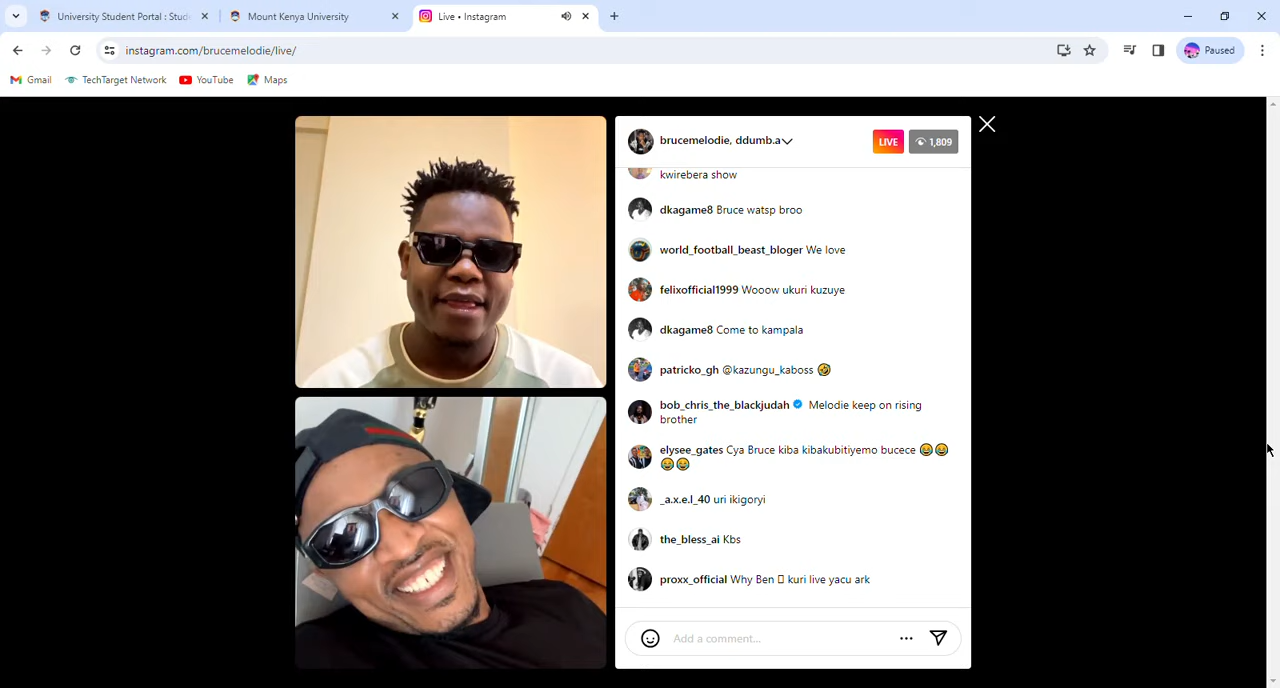 University Student Portal : Stude
Mount Kenya University
Live • Instagram
instagram.com/brucemelodie/live/
Paused
Gmail
TechTarget Network
YouTube
Maps
brucemelodie, ddumb.a
LIVE
1,809
kwirebera show
dkagame8 Bruce watsp broo
world_football_beast_bloger We love
felixofficial1999 Wooow ukuri kuzuye
dkagame8 Come to kampala
patricko_gh @kazungu_kaboss 🤣
bob_chris_the_blackjudah Melodie keep on rising
brother
elysee_gates Cya Bruce kiba kibakubitiyemo bucece 😂😂
😂😂
_a.x.e.l_40 uri ikigoryi
the_bless_ai Kbs
proxx_official Why Ben ▯ kuri live yacu ark
Add a comment...